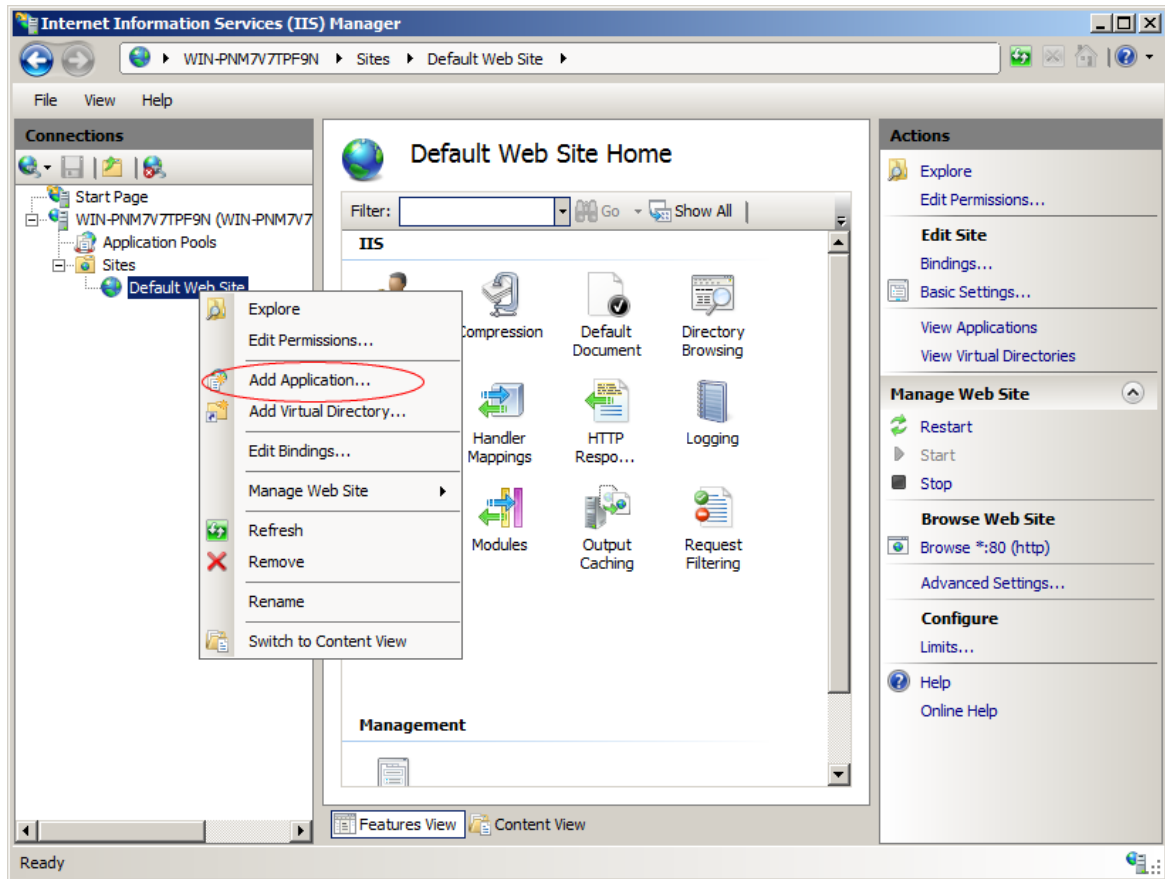 Internet Information Services (IIS) Manager
WIN-PNM7V7TPF9N Sites Default Web Site
File View Help
Connections
Start Page
WIN-PNM7V7TPF9N (WIN-PNM7V7
Application Pools
Sites
Default Web Site
Explore
Edit Permissions...
Add Application...
Add Virtual Directory...
Edit Bindings...
Manage Web Site
Refresh
Remove
Rename
Switch to Content View
Default Web Site Home
Filter: Go Show All
IIS
Compression
Default Document
Directory Browsing
Handler Mappings
HTTP Respo...
Logging
Modules
Output Caching
Request Filtering
Management
Features View Content View
Actions
Explore
Edit Permissions...
Edit Site
Bindings...
Basic Settings...
View Applications
View Virtual Directories
Manage Web Site
Restart
Start
Stop
Browse Web Site
Browse *:80 (http)
Advanced Settings...
Configure
Limits...
Help
Online Help
Ready